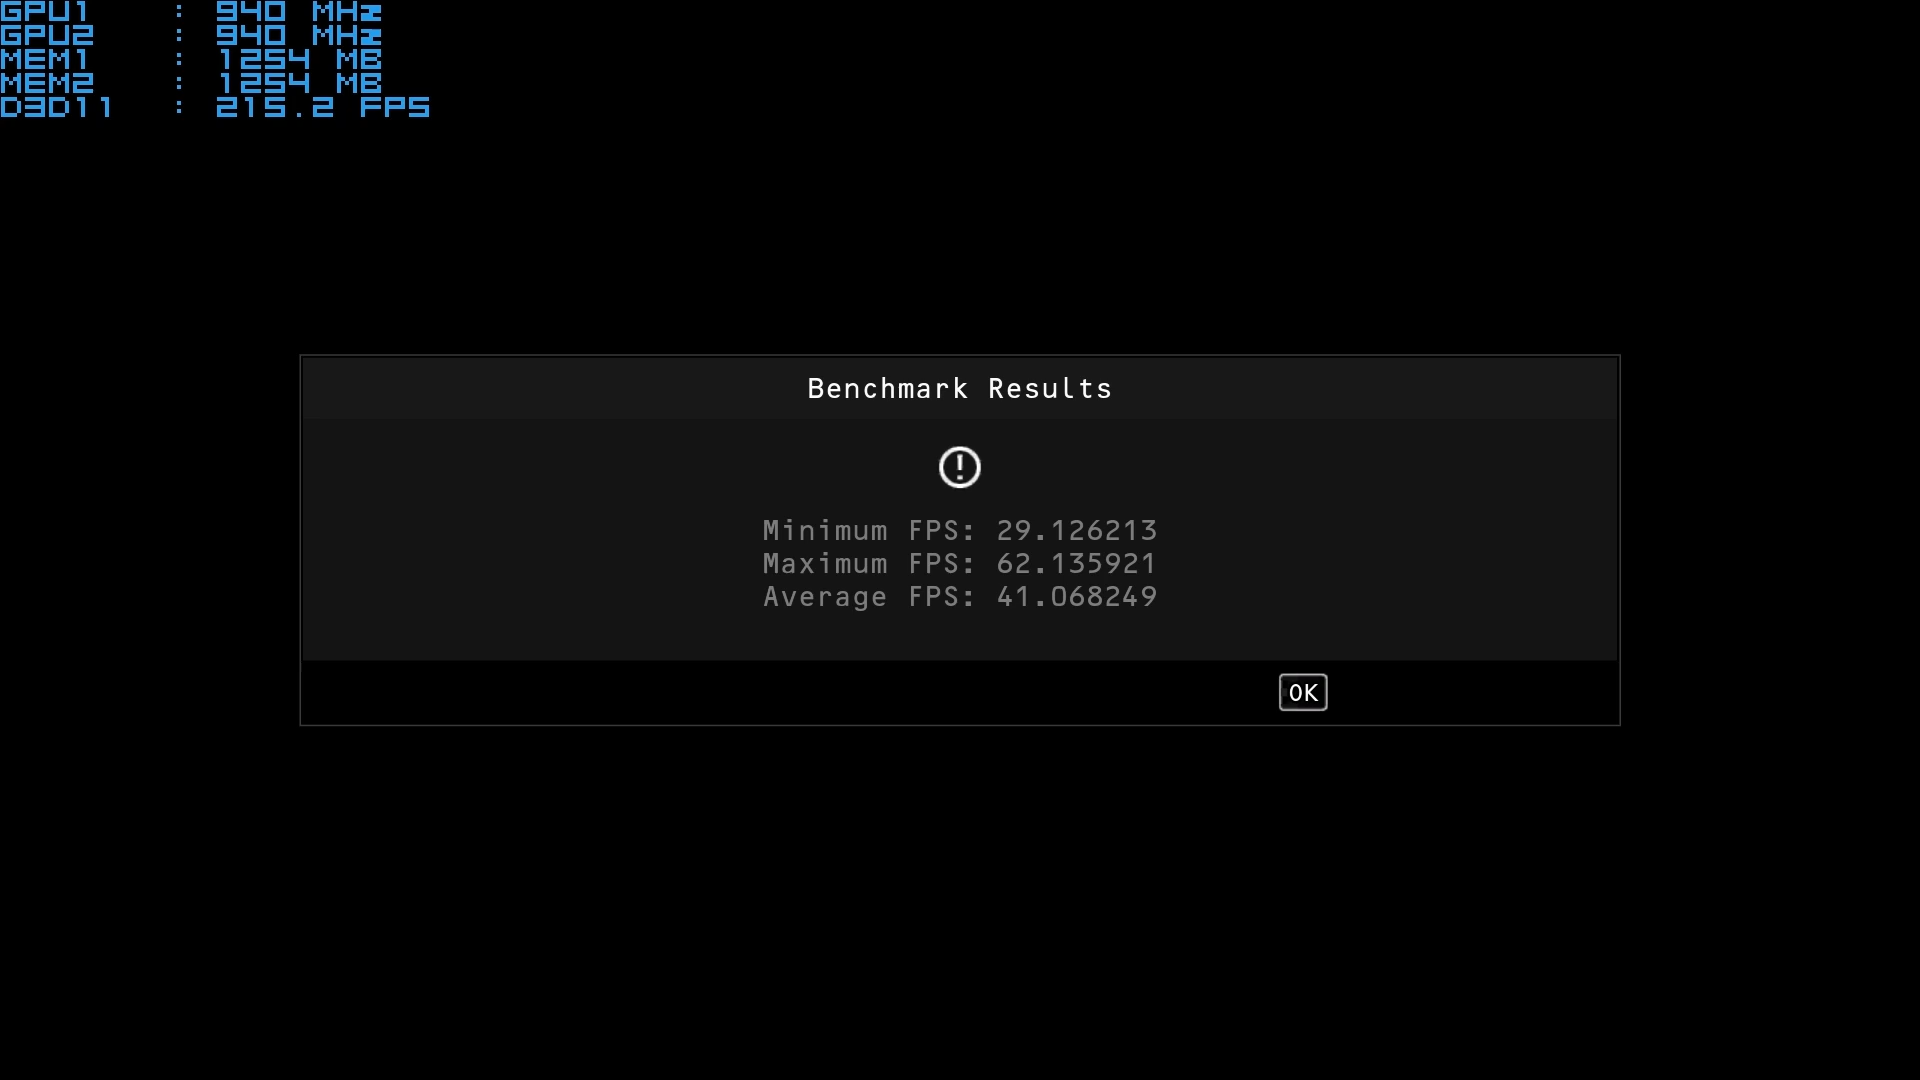 GPU1 : 940 MHz
GPU2 : 940 MHz
MEM1 : 1254 MB
MEM2 : 1254 MB
D3D11 : 215.2 FPS
Benchmark Results
Minimum FPS: 29.126213
Maximum FPS: 62.135921
Average FPS: 41.068249
OK